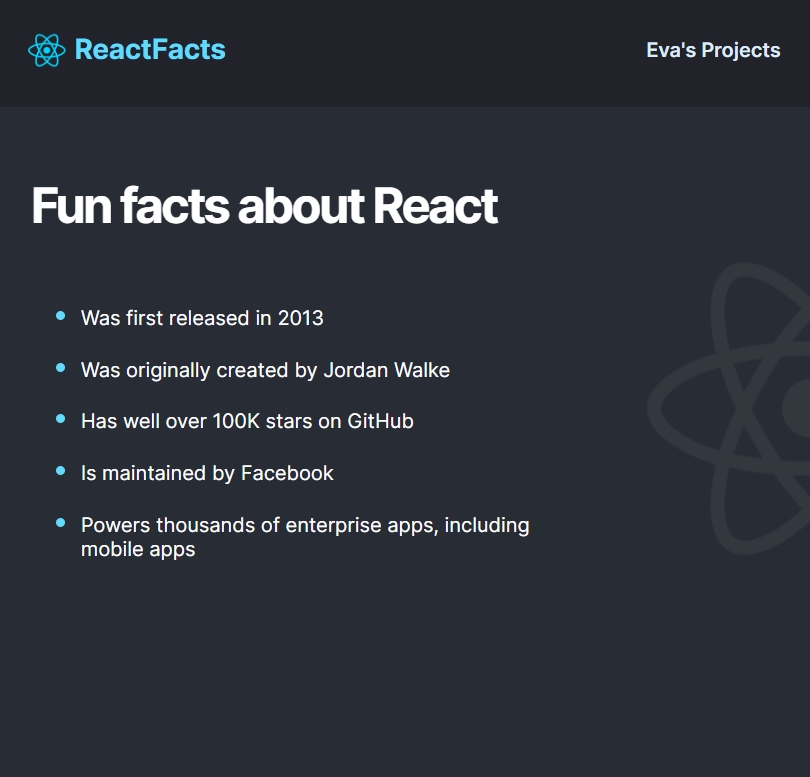 ReactFacts
Eva's Projects
Fun facts about React
Was first released in 2013
Was originally created by Jordan Walke
Has well over 100K stars on GitHub
Is maintained by Facebook
Powers thousands of enterprise apps, including
mobile apps